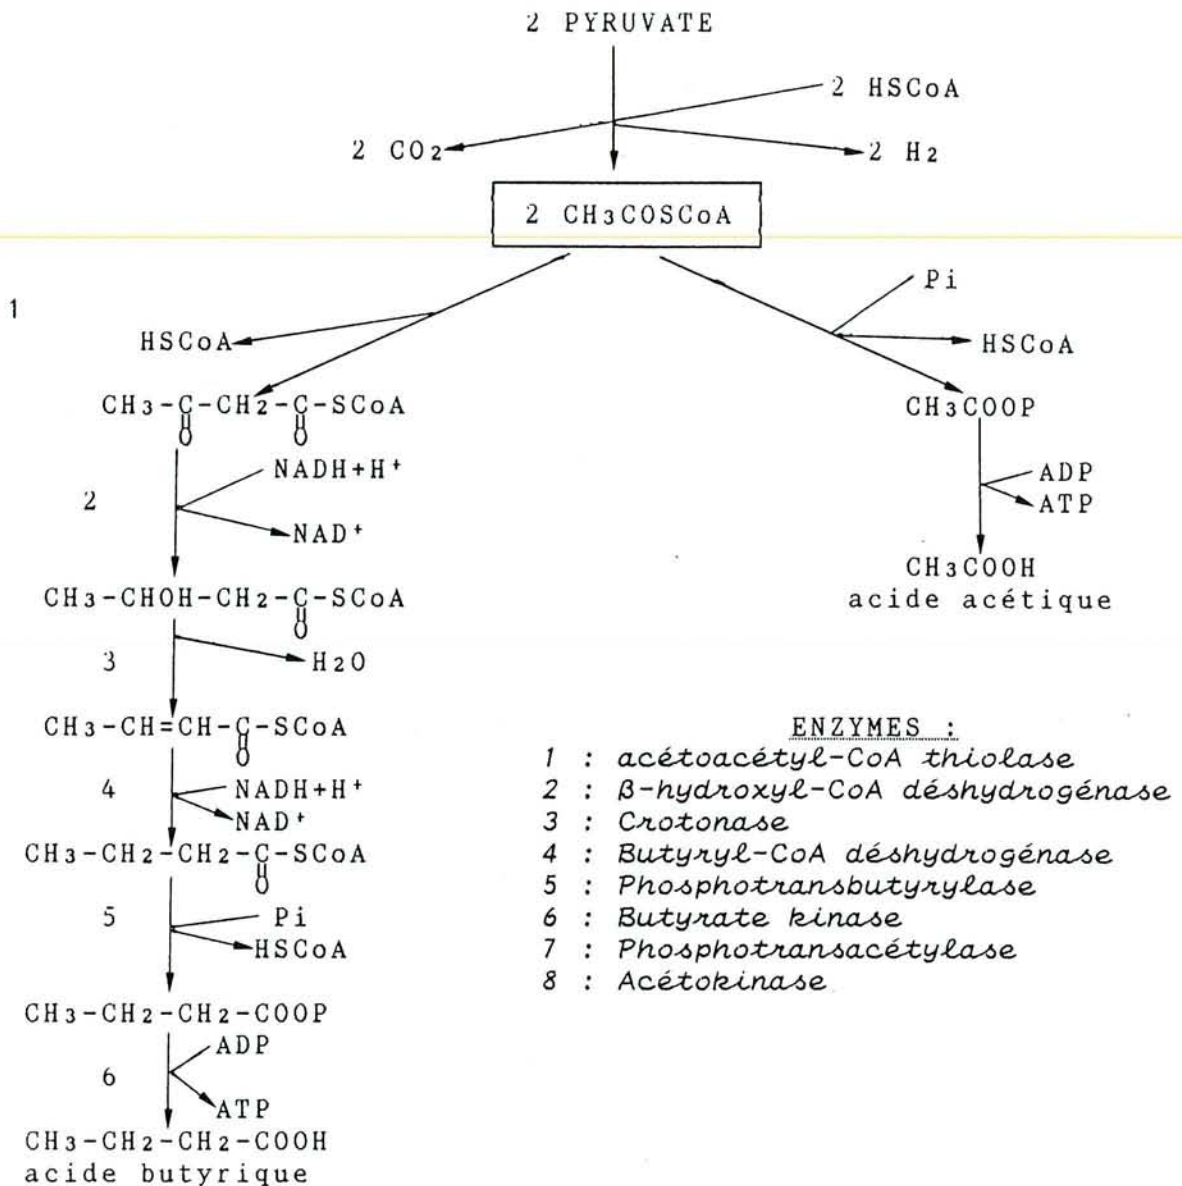 2 PYRUVATE
2 HSCoA
2 CO2
2 H2
2 CH3COSCoA
1
Pi
HSCoA
HSCoA
CH3-C-CH2-C-SCoA
O O
CH3COOP
NADH+H+
2
NAD+
ADP
ATP
CH3COOH
acide acétique
CH3-CHOH-CH2-C-SCoA
O
3
H2O
CH3-CH=CH-C-SCoA
O
4
NADH+H+
NAD+
CH3-CH2-CH2-C-SCoA
O
5
Pi
HSCoA
CH3-CH2-CH2-COOP
ADP
6
ATP
CH3-CH2-CH2-COOH
acide butyrique
ENZYMES :
1 : acétoacétyl-CoA thiolase
2 : β-hydroxyl-CoA déshydrogénase
3 : Crotonase
4 : Butyryl-CoA déshydrogénase
5 : Phosphotransbutyrylase
6 : Butyrate kinase
7 : Phosphotransacétylase
8 : Acétokinase